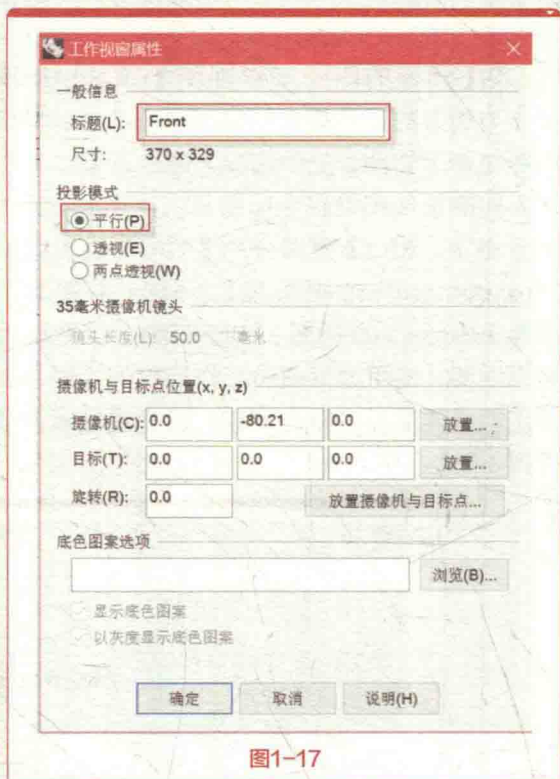 工作视窗属性
一般信息
标题(L): Front
尺寸: 370 x 329
投影模式
平行(P)
透视(E)
两点透视(W)
35毫米摄像机镜头
镜头长度(L): 50.0 毫米
摄像机与目标点位置(x, y, z)
摄像机(C): 0.0 -80.21 0.0 放置...
目标(T): 0.0 0.0 0.0 放置...
旋转(R): 0.0 放置摄像机与目标点...
底色图案选项
浏览(B)...
显示底色图案
以灰度显示底色图案
确定 取消 说明(H)
图1-17